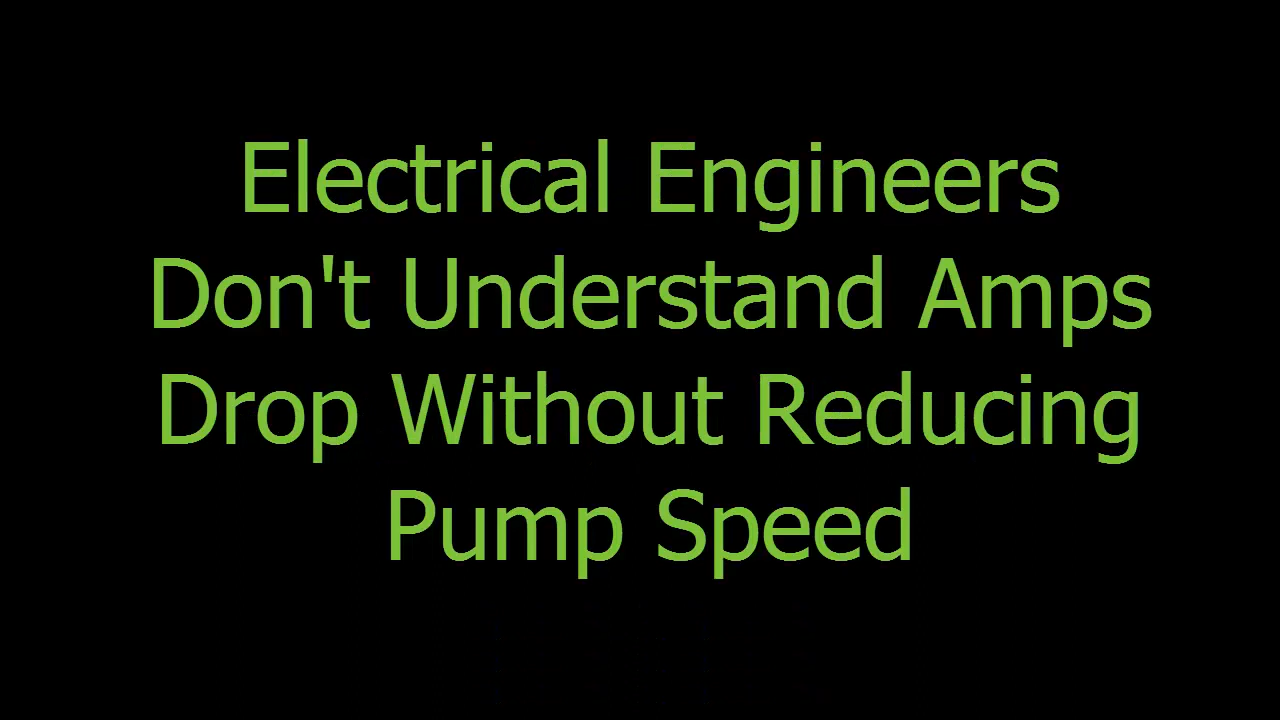 Electrical Engineers
Don't Understand Amps
Drop Without Reducing
Pump Speed